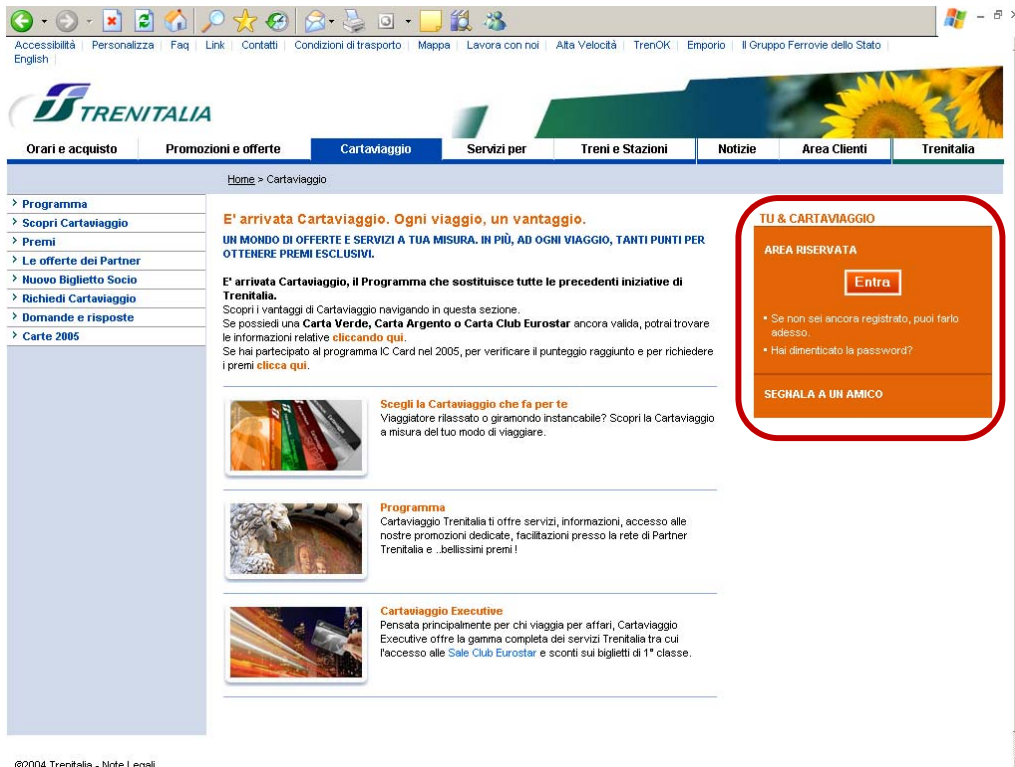 Accessibilità | Personalizza | Faq | Link | Contatti | Condizioni di trasporto | Mappa | Lavora con noi | Alta Velocità | TrenOK | Emporio | Il Gruppo Ferrovie dello Stato |
English |
TRENITALIA
Orari e acquisto Promozioni e offerte Cartaviaggio Servizi per Treni e Stazioni Notizie Area Clienti Trenitalia
Home > Cartaviaggio
> Programma
> Scopri Cartaviaggio
> Premi
> Le offerte dei Partner
> Nuovo Biglietto Socio
> Richiedi Cartaviaggio
> Domande e risposte
> Carte 2005
E' arrivata Cartaviaggio. Ogni viaggio, un vantaggio.
UN MONDO DI OFFERTE E SERVIZI A TUA MISURA. IN PIÙ, AD OGNI VIAGGIO, TANTI PUNTI PER
OTTENERE PREMI ESCLUSIVI.
E' arrivata Cartaviaggio, il Programma che sostituisce tutte le precedenti iniziative di
Trenitalia.
Scopri i vantaggi di Cartaviaggio navigando in questa sezione.
Se possiedi una Carta Verde, Carta Argento o Carta Club Eurostar ancora valida, potrai trovare
le informazioni relative cliccando qui.
Se hai partecipato al programma IC Card nel 2005, per verificare il punteggio raggiunto e per richiedere
i premi clicca qui.
Scegli la Cartaviaggio che fa per te
Viaggiatore rilassato o giramondo instancabile? Scopri la Cartaviaggio
a misura del tuo modo di viaggiare.
Programma
Cartaviaggio Trenitalia ti offre servizi, informazioni, accesso alle
nostre promozioni dedicate, facilitazioni presso la rete di Partner
Trenitalia e ..bellissimi premi !
Cartaviaggio Executive
Pensata principalmente per chi viaggia per affari, Cartaviaggio
Executive offre la gamma completa dei servizi Trenitalia tra cui
l'accesso alle Sale Club Eurostar e sconti sui biglietti di 1° classe.
TU & CARTAVIAGGIO
AREA RISERVATA
Entra
• Se non sei ancora registrato, puoi farlo
adesso.
• Hai dimenticato la password?
SEGNALA A UN AMICO
©2004 Trenitalia - Note Legali